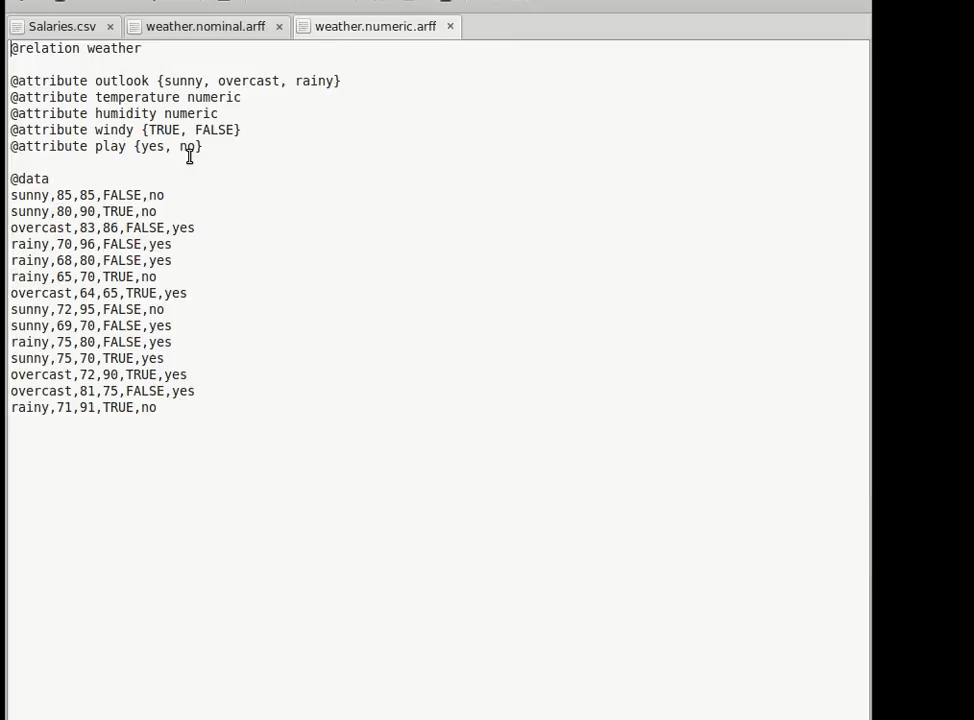 Salaries.csv × weather.nominal.arff × weather.numeric.arff ×
@relation weather
@attribute outlook {sunny, overcast, rainy}
@attribute temperature numeric
@attribute humidity numeric
@attribute windy {TRUE, FALSE}
@attribute play {yes, no}
@data
sunny,85,85,FALSE,no
sunny,80,90,TRUE,no
overcast,83,86,FALSE,yes
rainy,70,96,FALSE,yes
rainy,68,80,FALSE,yes
rainy,65,70,TRUE,no
overcast,64,65,TRUE,yes
sunny,72,95,FALSE,no
sunny,69,70,FALSE,yes
rainy,75,80,FALSE,yes
sunny,75,70,TRUE,yes
overcast,72,90,TRUE,yes
overcast,81,75,FALSE,yes
rainy,71,91,TRUE,no